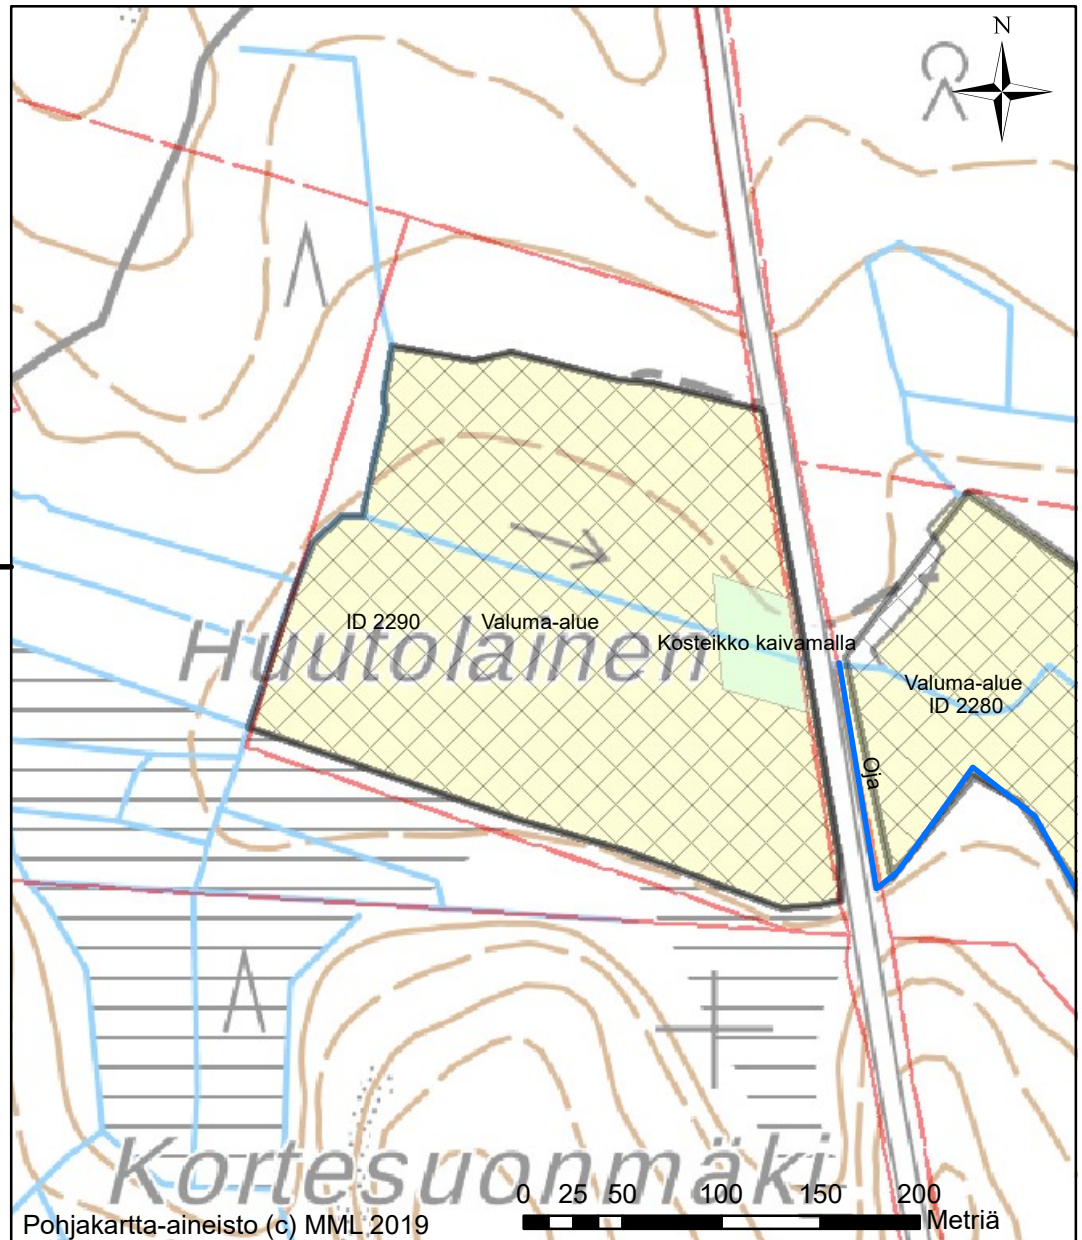 N
ID 2290
Valuma-alue
Huutolainen
Kosteikko kaivamalla
Valuma-alue
ID 2280
Oja
Kortesuonmäki
0 25 50 100 150 200
Metriä
Pohjakartta-aineisto (c) MML 2019